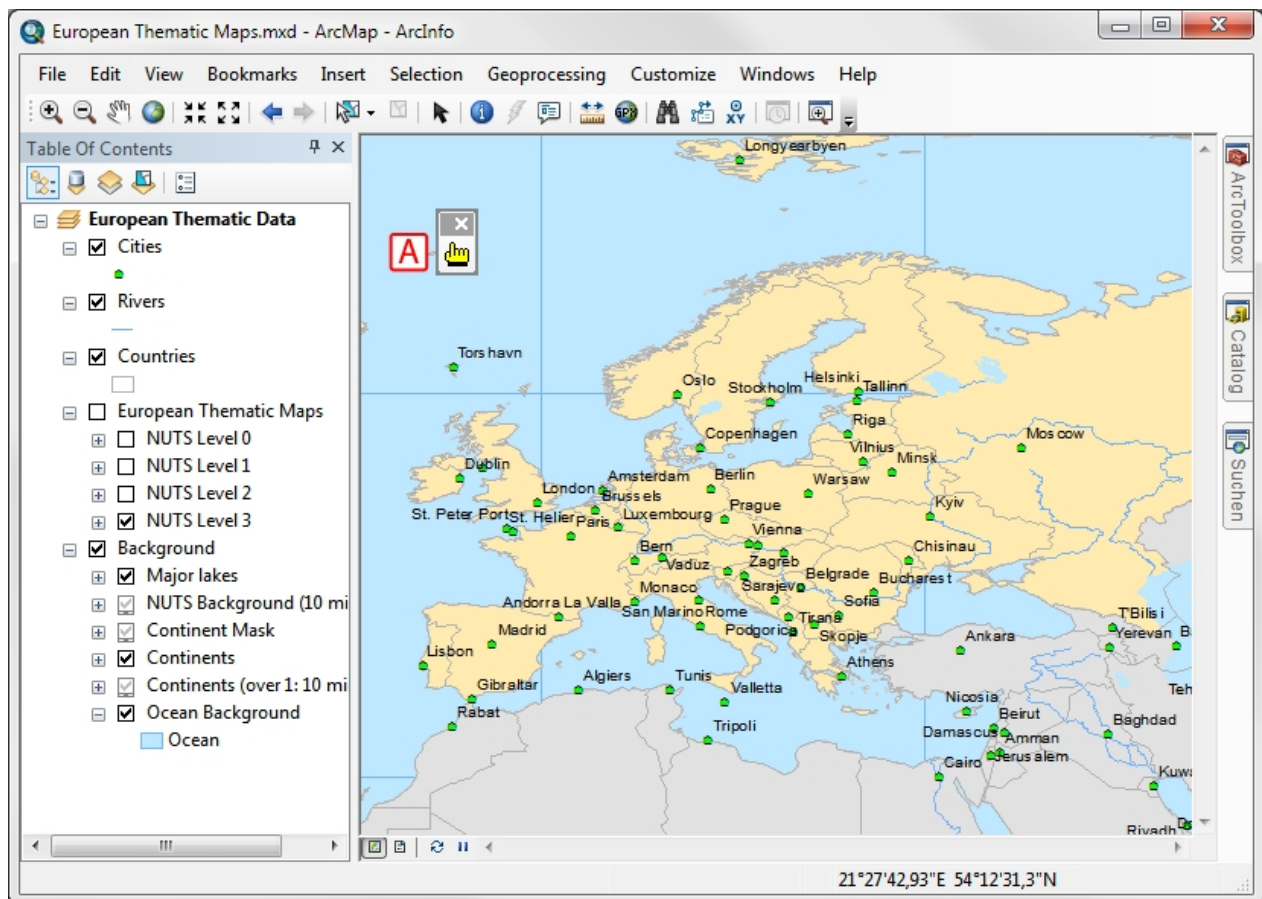 European Thematic Maps.mxd - ArcMap - ArcInfo
File Edit View Bookmarks Insert Selection Geoprocessing Customize Windows Help
GPX
XY
Table Of Contents
European Thematic Data
Cities
Rivers
Countries
European Thematic Maps
NUTS Level 0
NUTS Level 1
NUTS Level 2
NUTS Level 3
Background
Major lakes
NUTS Background (10 mi
Continent Mask
Continents
Continents (over 1: 10 mi
Ocean Background
Ocean
A
Longyearbyen
Torshavn
Oslo
Stockholm
Helsinki
Tallinn
Riga
Copenhagen
Moscow
Vilnius
Minsk
Dublin
Amsterdam
Berlin
Warsaw
London
Brussels
Prague
Kyiv
St. Peter Port
St. Helier
Paris
Luxembourg
Vienna
Chisinau
Bern
Vaduz
Zagreb
Belgrade
Bucharest
Monaco
Sarajevo
Andorra La Valla
San Marino
Rome
Sofia
Tirana
Madrid
Podgorica
Skopje
T'Bilisi
Yerevan
B
Ankara
Lisbon
Athens
Gibraltar
Algiers
Tunis
Valletta
Teh
Rabat
Nicosia
Beirut
Baghdad
Tripoli
Damascus
Amman
Cairo
Jerusalem
Kuwa
Riyadh
Do
ArcToolbox
Catalog
Suchen
21°27'42,93"E 54°12'31,3"N